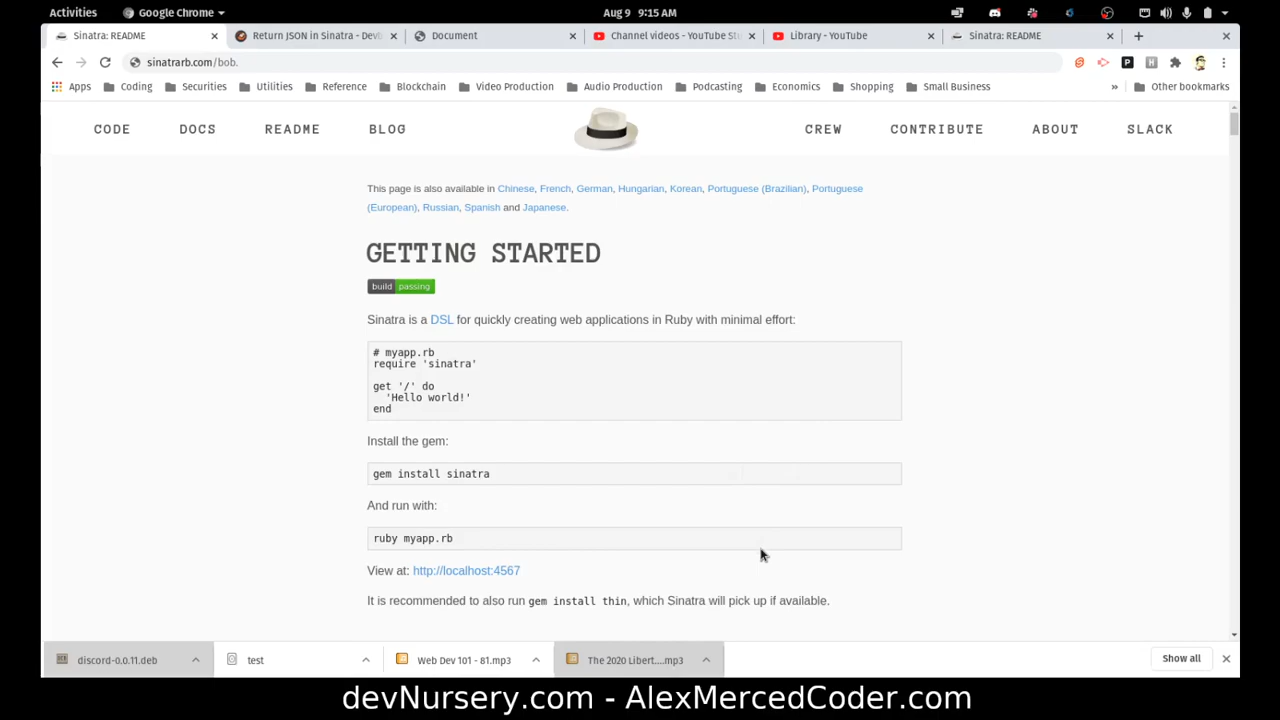 Activities Google Chrome Aug 9 9:15 AM
Sinatra: README Return JSON in Sinatra - Devb Document Channel videos - YouTube Stu Library - YouTube Sinatra: README
sinatrarb.com/bob.
Apps Coding Securities Utilities Reference Blockchain Video Production Audio Production Podcasting Economics Shopping Small Business » Other bookmarks
CODE DOCS README BLOG CREW CONTRIBUTE ABOUT SLACK
This page is also available in Chinese, French, German, Hungarian, Korean, Portuguese (Brazilian), Portuguese
(European), Russian, Spanish and Japanese.
GETTING STARTED
build passing
Sinatra is a DSL for quickly creating web applications in Ruby with minimal effort:
# myapp.rb
require 'sinatra'
get '/' do
'Hello world!'
end
Install the gem:
gem install sinatra
And run with:
ruby myapp.rb
View at: http://localhost:4567
It is recommended to also run gem install thin, which Sinatra will pick up if available.
discord-0.0.11.deb test Web Dev 101 - 81.mp3 The 2020 Libert....mp3 Show all
devNursery.com - AlexMercedCoder.com